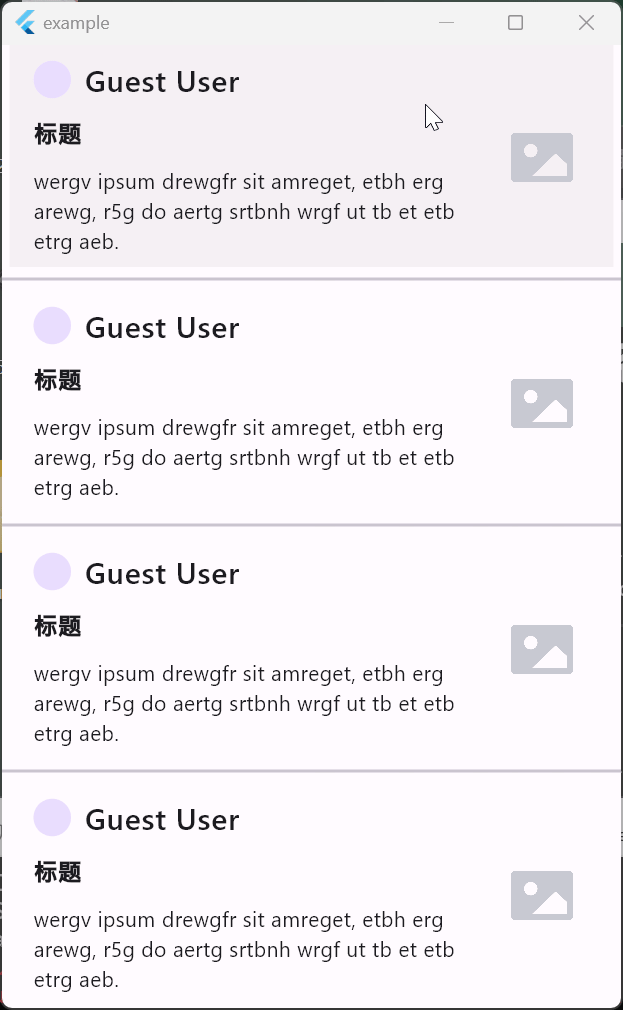 example
Guest User
标题
wergv ipsum drewgfr sit amreget, etbh erg
arewg, r5g do aertg srtbnh wrgf ut tb et etb
etrg aeb.
Guest User
标题
wergv ipsum drewgfr sit amreget, etbh erg
arewg, r5g do aertg srtbnh wrgf ut tb et etb
etrg aeb.
Guest User
标题
wergv ipsum drewgfr sit amreget, etbh erg
arewg, r5g do aertg srtbnh wrgf ut tb et etb
etrg aeb.
Guest User
标题
wergv ipsum drewgfr sit amreget, etbh erg
arewg, r5g do aertg srtbnh wrgf ut tb et etb
etrg aeb.